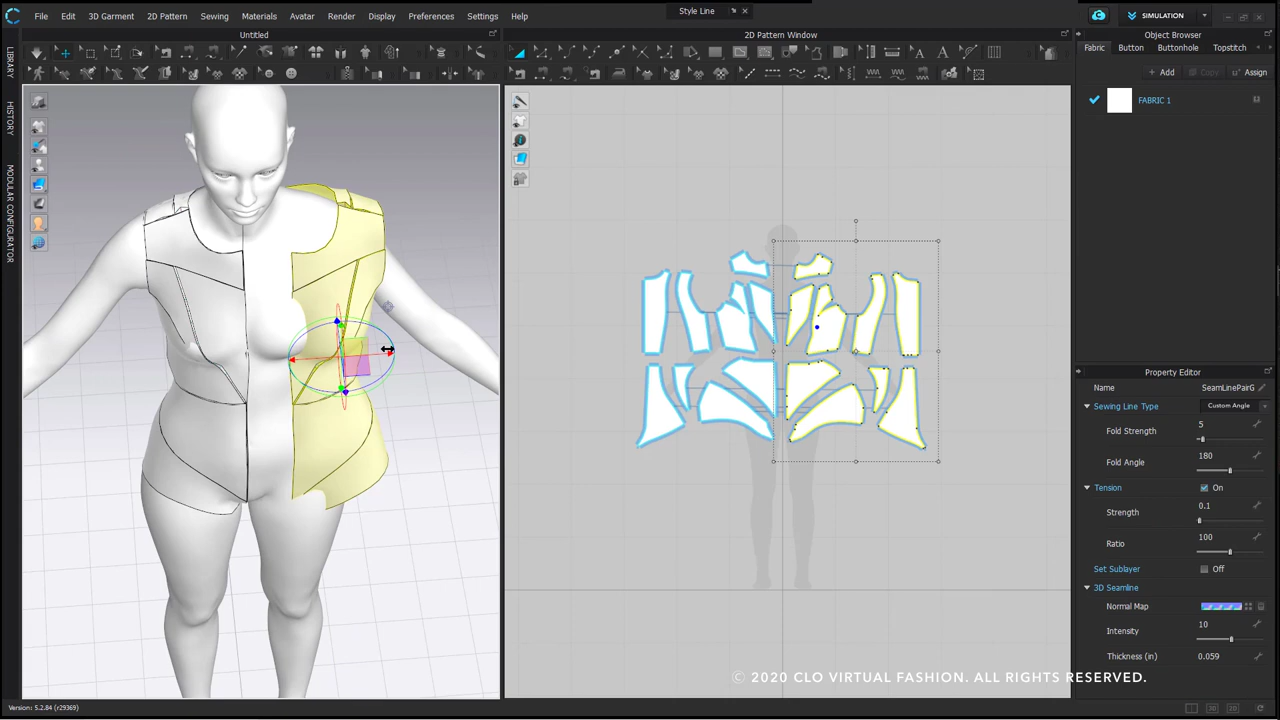 File Edit 3D Garment 2D Pattern Sewing Materials Avatar Render Display Preferences Settings Help
Style Line
SIMULATION
Untitled
2D Pattern Window
Object Browser
Fabric Button Buttonhole Topstitch
Add Copy Assign
FABRIC 1
LIBRARY
HISTORY
MODULAR CONFIGURATOR
Property Editor
Name SeamLinePairG
Sewing Line Type Custom Angle
Fold Strength 5
Fold Angle 180
Tension On
Strength 0.1
Ratio 100
Set Sublayer Off
3D Seamline
Normal Map
Intensity 10
Thickness (in) 0.059
© 2020 CLO VIRTUAL FASHION. ALL RIGHTS RESERVED.
Version: 5.2.84 (r29369)